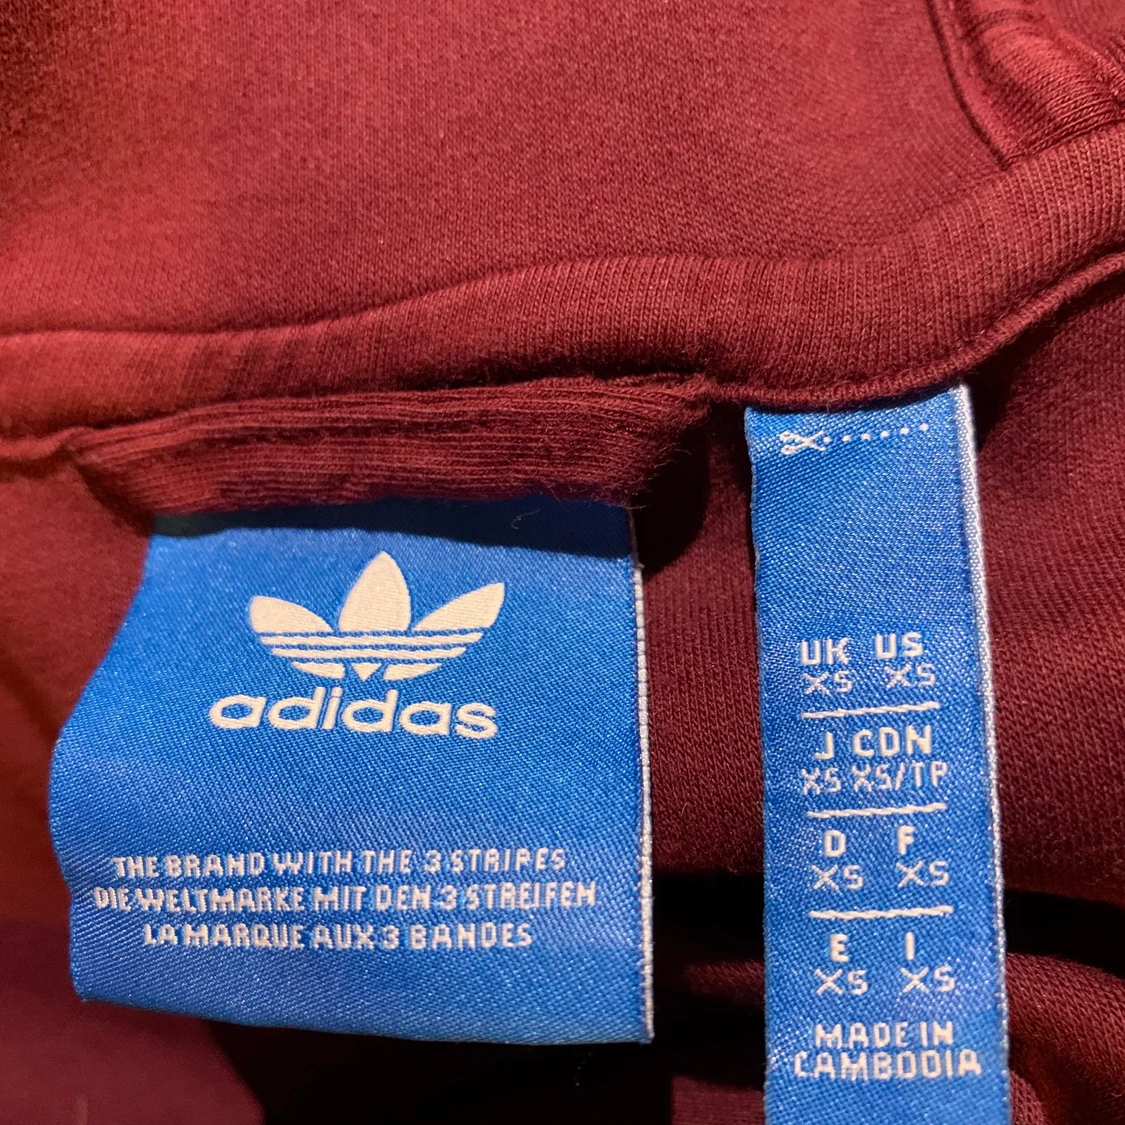 adidas
THE BRAND WITH THE 3 STRIPES
DIE WELTMARKE MIT DEN 3 STREIFEN
LA MARQUE AUX 3 BANDES
UK US
XS XS
J CDN
XS XS/TP
D F
XS XS
E I
XS XS
MADE IN
CAMBODIA